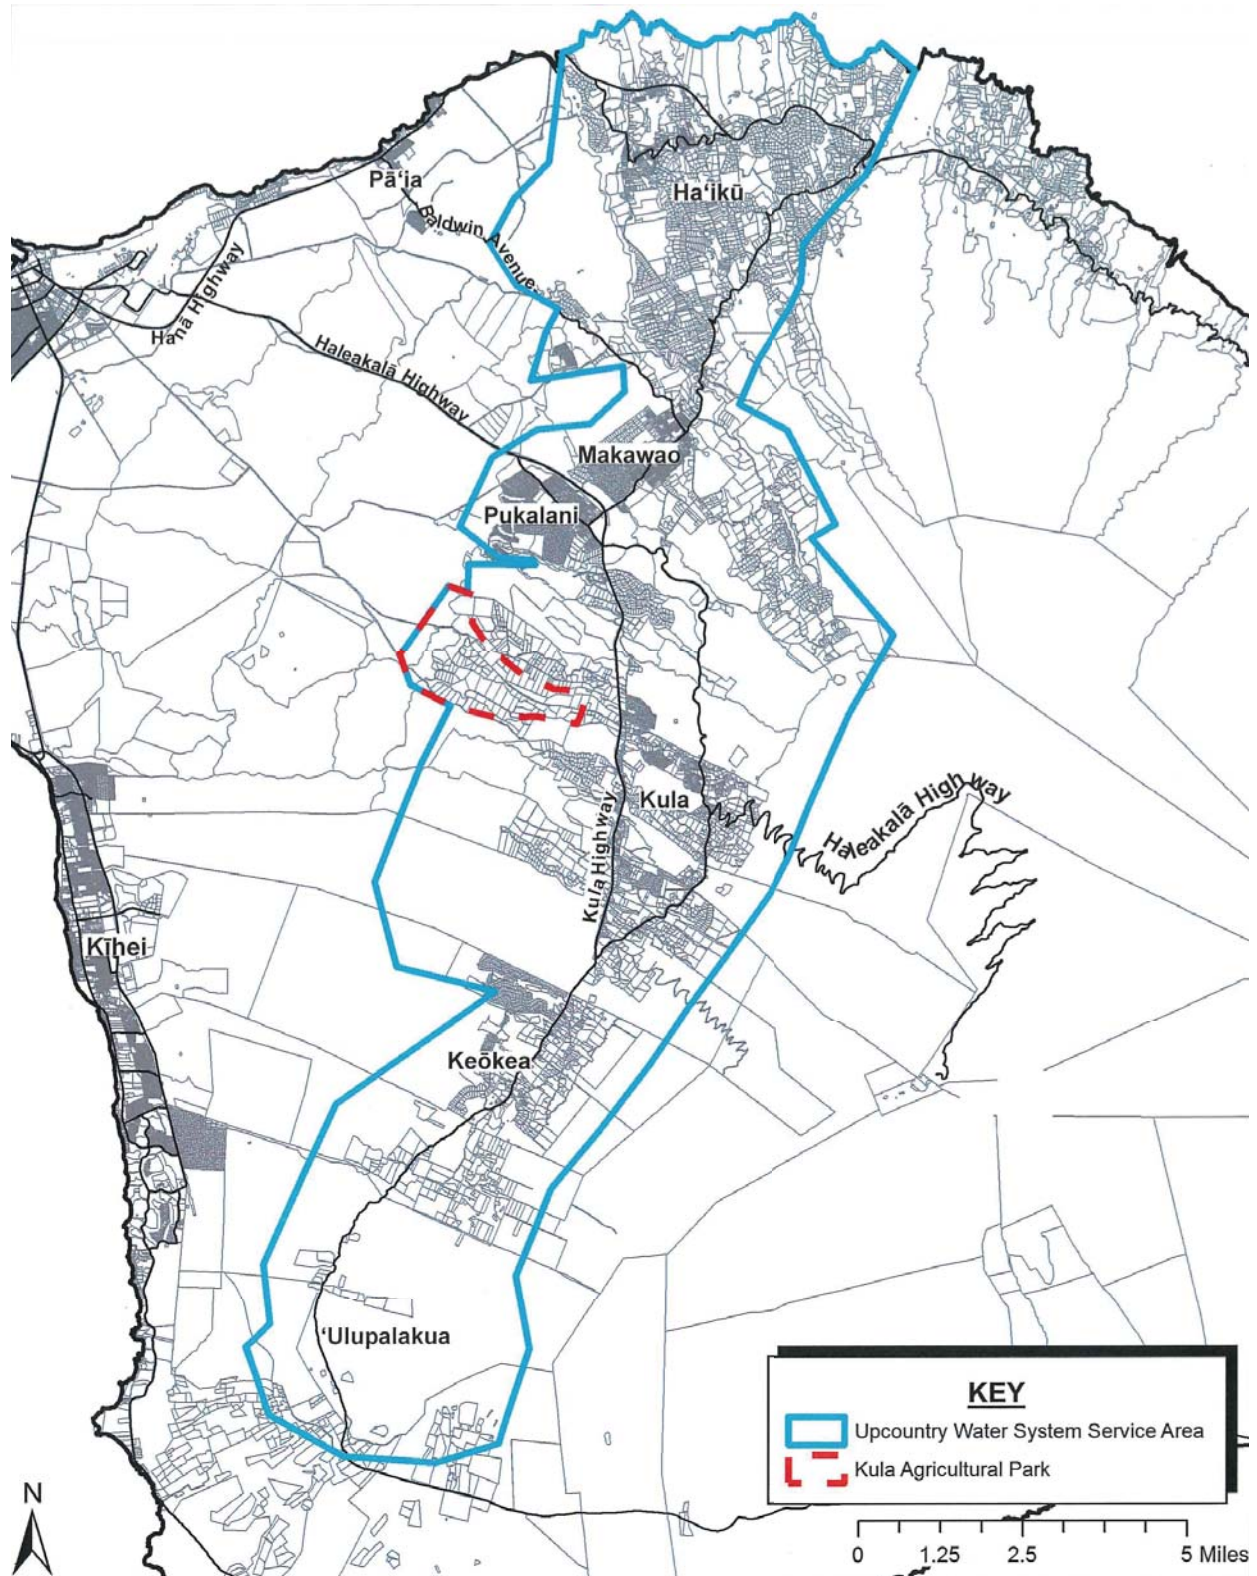 Pā‘ia
Ha‘ikū
Baldwin Avenue
Hanā Highway
Haleakalā Highway
Makawao
Pukalani
Kula
Haleakalā Highway
Kula Highway
Kīhei
Keōkea
‘Ulupalakua
KEY
Upcountry Water System Service Area
Kula Agricultural Park
N
0 1.25 2.5 5 Miles